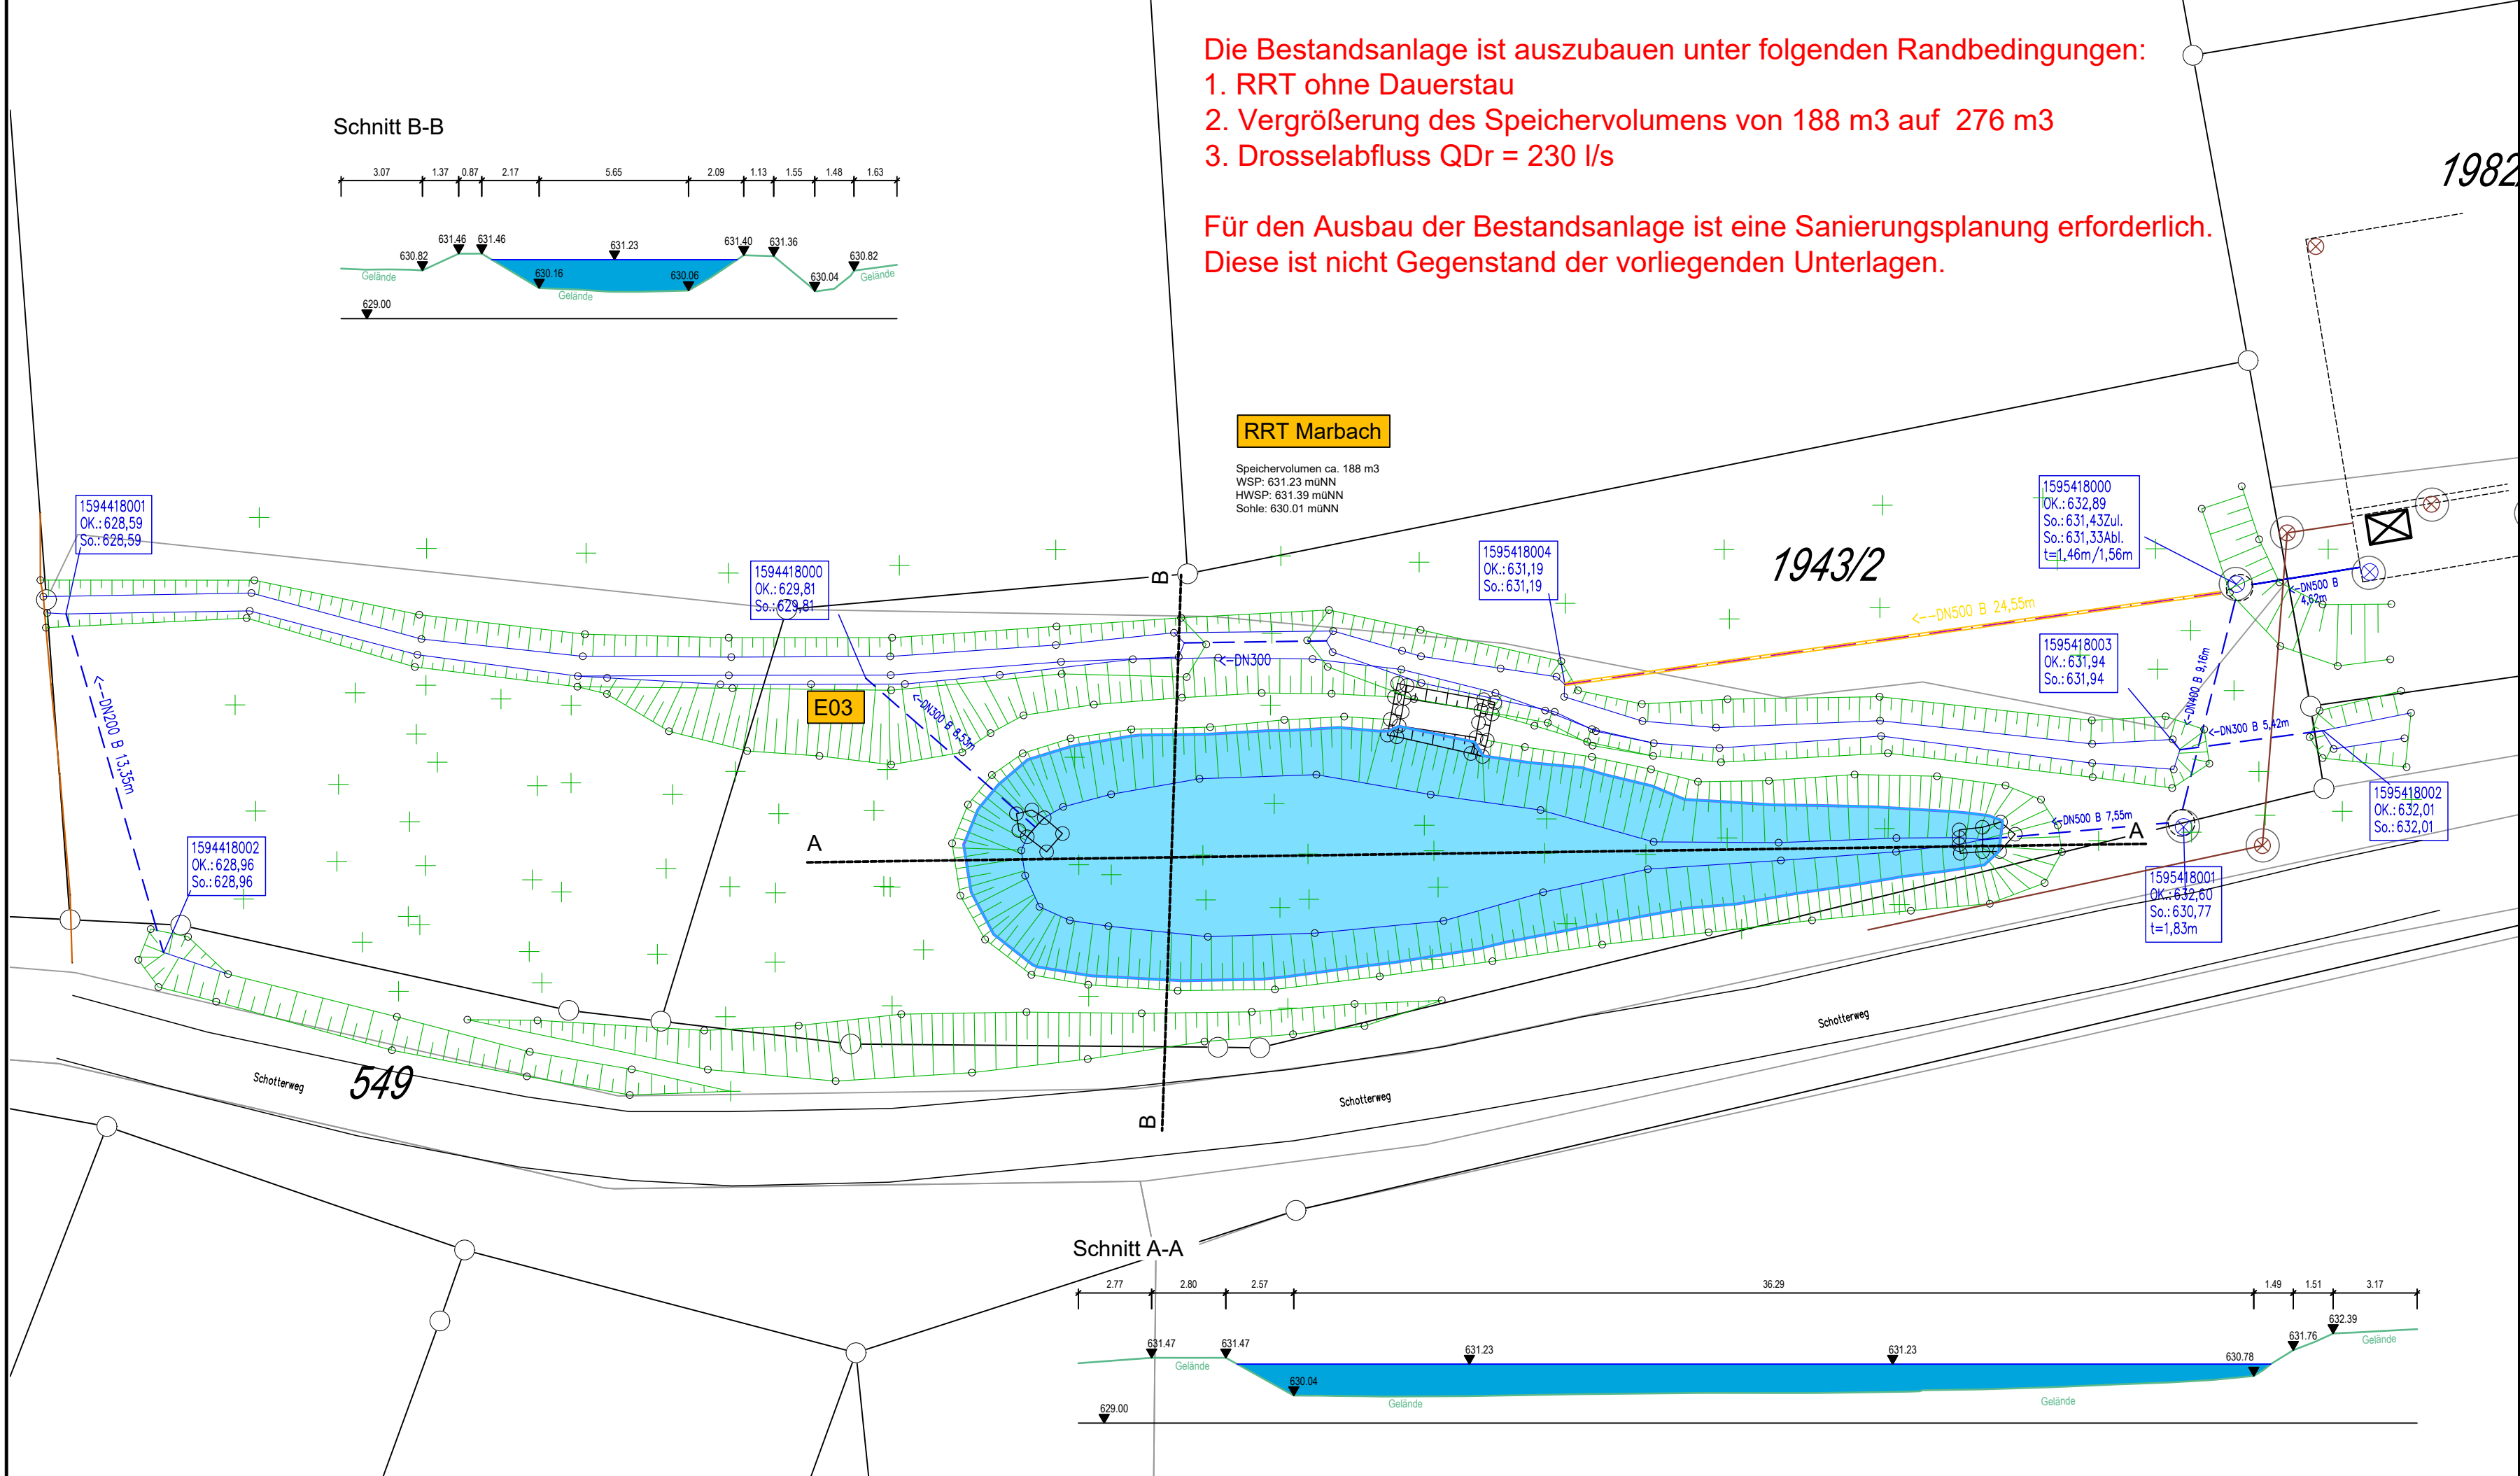 Die Bestandsanlage ist auszubauen unter folgenden Randbedingungen:
1. RRT ohne Dauerstau
2. Vergrößerung des Speichervolumens von 188 m3 auf  276 m3
3. Drosselabfluss QDr = 230 l/s
Für den Ausbau der Bestandsanlage ist eine Sanierungsplanung erforderlich.
Diese ist nicht Gegenstand der vorliegenden Unterlagen.
Schnitt B-B
3.07 1.37 0.87 2.17 5.65 2.09 1.13 1.55 1.48 1.63
630.82 631.46 631.46 631.23 631.40 631.36 630.82
630.16 630.06 630.04
Gelände Gelände Gelände
629.00
1982
RRT Marbach
Speichervolumen ca. 188 m3
WSP: 631.23 müNN
HWSP: 631.39 müNN
Sohle: 630.01 müNN
1594418001
OK.: 628,59
So.: 628,59
1594418000
OK.: 629,81
So.: 629,81
1595418004
OK.: 631,19
So.: 631,19
1943/2
1595418000
OK.: 632,89
So.: 631,43Zul.
So.: 631,33Abl.
t=1,46m/1,56m
<--DN500 B
4,62m
<---DN500 B 24,55m
1595418003
OK.: 631,94
So.: 631,94
<-DN400 B 9,16m
<-DN300 B 5,42m
B
<-DN300
E03
<-DN300 B 8,53m
<--DN200 B 13,35m
1595418002
OK.: 632,01
So.: 632,01
<-DN500 B 7,55m
A
A
1594418002
OK.: 628,96
So.: 628,96
1595418001
OK.: 632,60
So.: 630,77
t=1,83m
Schotterweg
549
Schotterweg
Schotterweg
B
Schnitt A-A
2.77 2.80 2.57 36.29 1.49 1.51 3.17
631.47 631.47 631.23 631.23 630.78 631.76 632.39
Gelände 630.04 Gelände Gelände Gelände
629.00